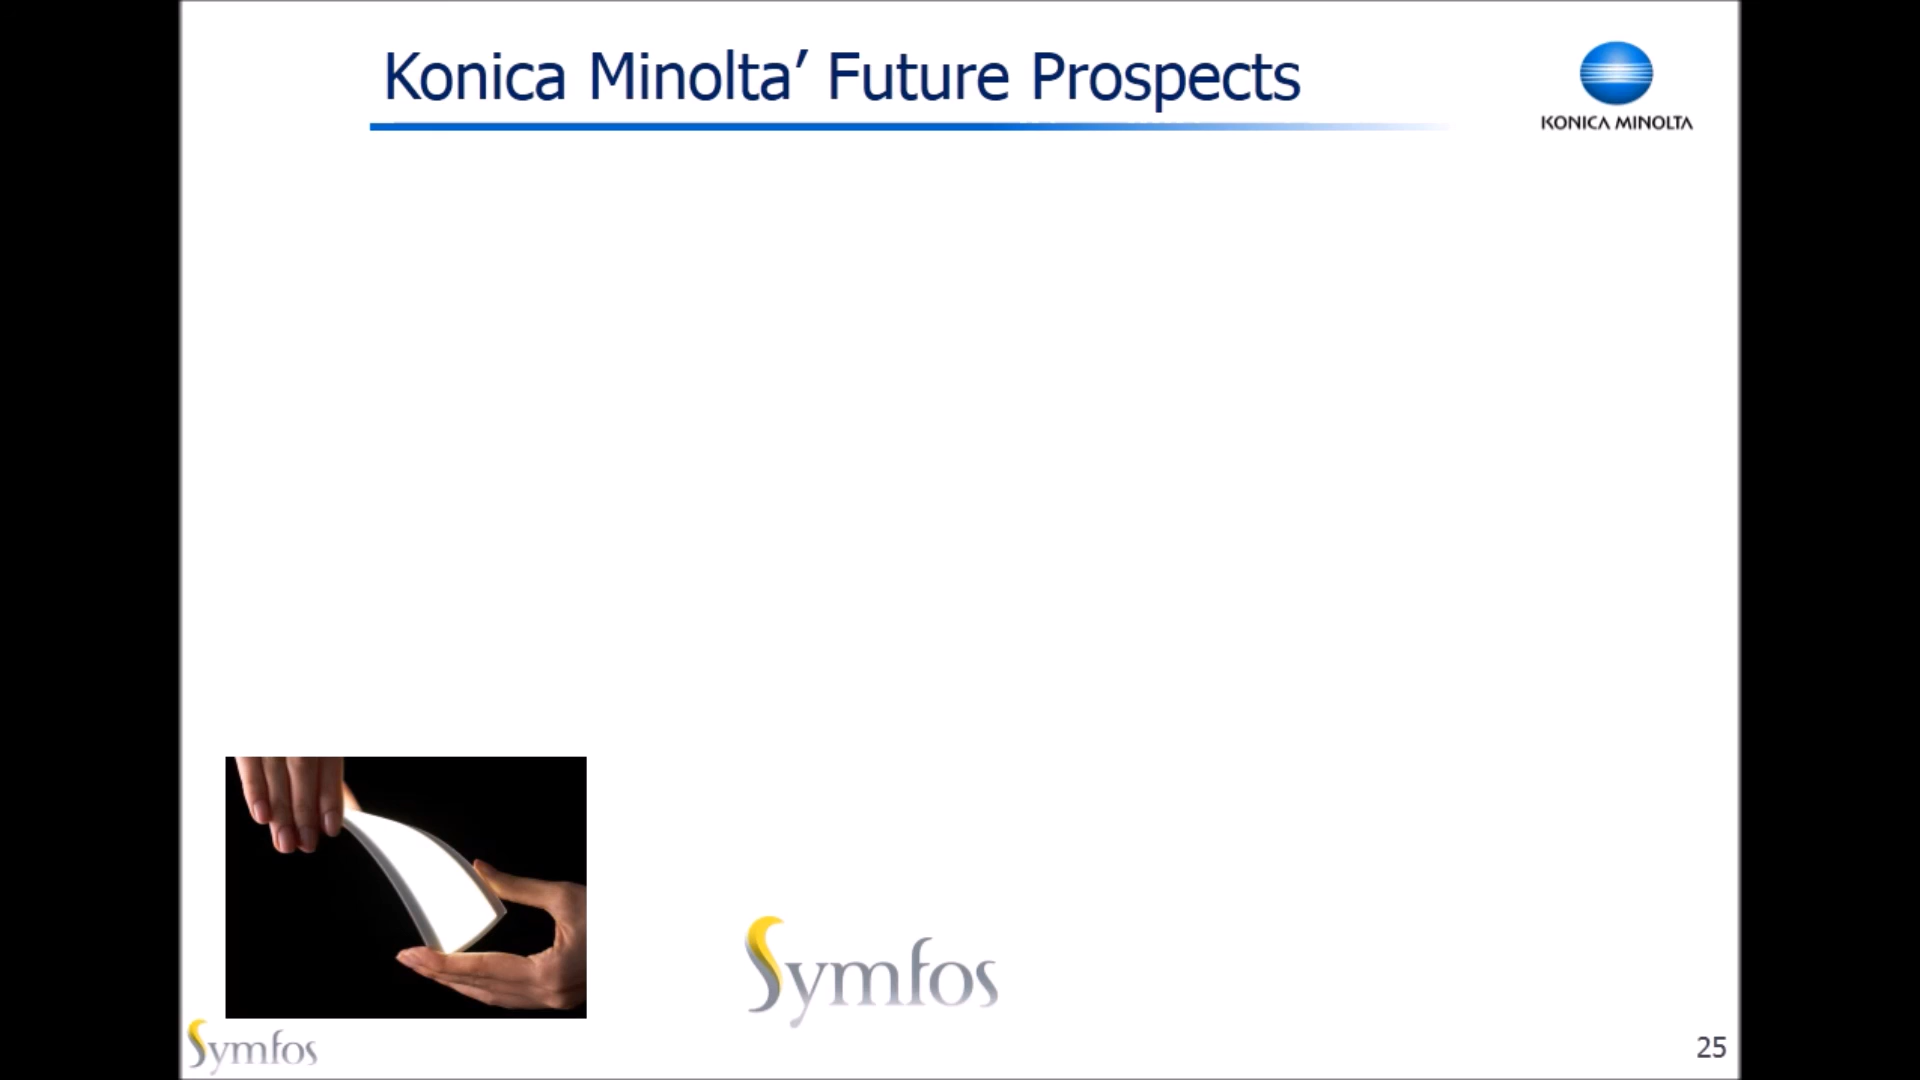 Konica Minolta’ Future Prospects
KONICA MINOLTA
Symfos
Symfos
25